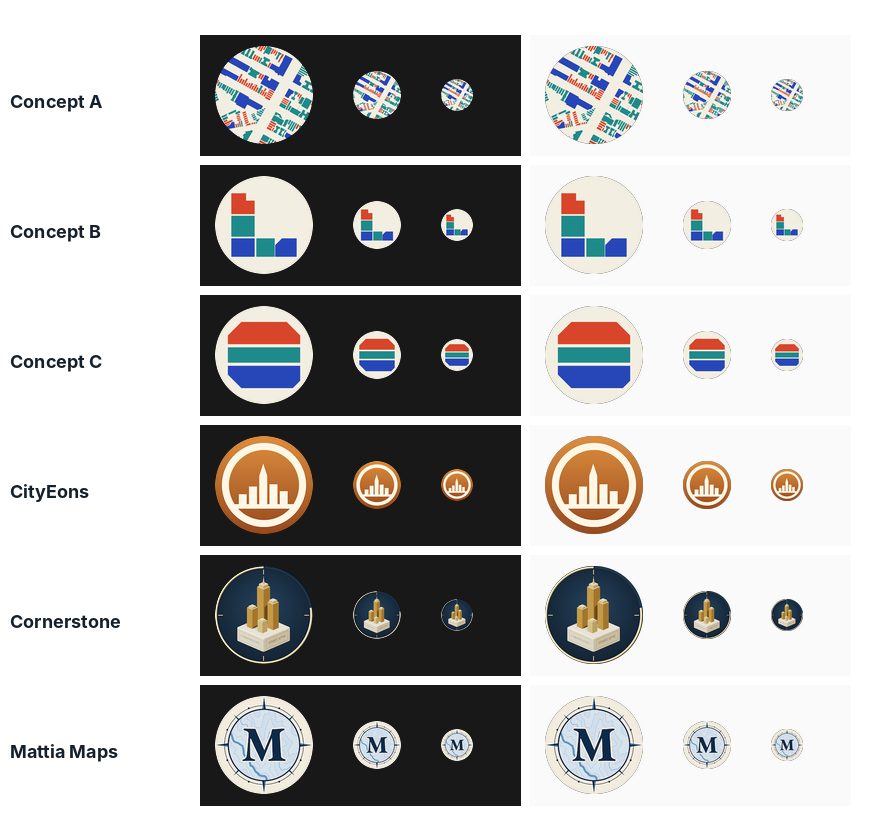 Concept A
Concept B
Concept C
CityEons
Cornerstone
Mattia Maps
M M M M M M